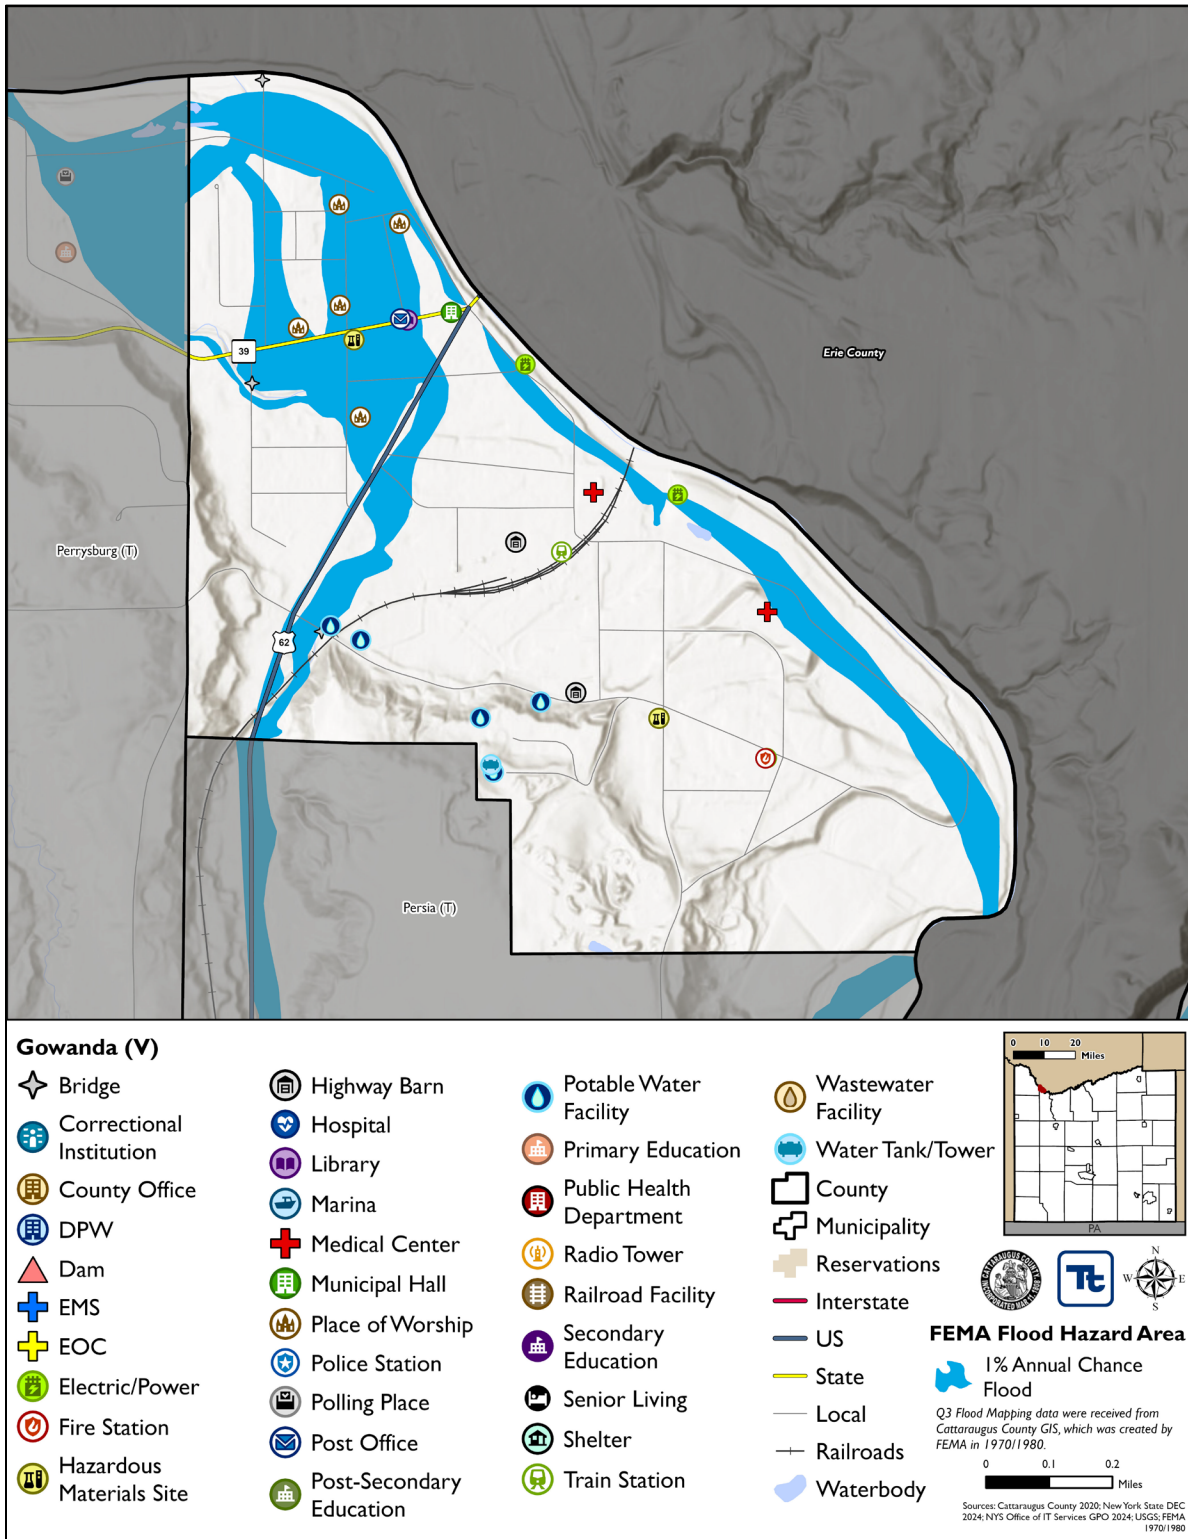 39
Erie County
Perrysburg (T)
62
Persia (T)
Gowanda (V)
Bridge
Correctional
Institution
County Office
DPW
Dam
EMS
EOC
Electric/Power
Fire Station
Hazardous
Materials Site
Highway Barn
Hospital
Library
Marina
Medical Center
Municipal Hall
Place of Worship
Police Station
Polling Place
Post Office
Post-Secondary
Education
Potable Water
Facility
Primary Education
Public Health
Department
Radio Tower
Railroad Facility
Secondary
Education
Senior Living
Shelter
Train Station
Wastewater
Facility
Water Tank/Tower
County
Municipality
Reservations
Interstate
US
State
Local
Railroads
Waterbody
0 10 20
Miles
PA
CATTARAUGUS COUNTY
Tt
N
W E
S
FEMA Flood Hazard Area
1% Annual Chance
Flood
Q3 Flood Mapping data were received from
Cattaraugus County GIS, which was created by
FEMA in 1970/1980.
0 0.1 0.2
Miles
Sources: Cattaraugus County 2020; New York State DEC
2024; NYS Office of IT Services GPO 2024; USGS; FEMA
1970/1980